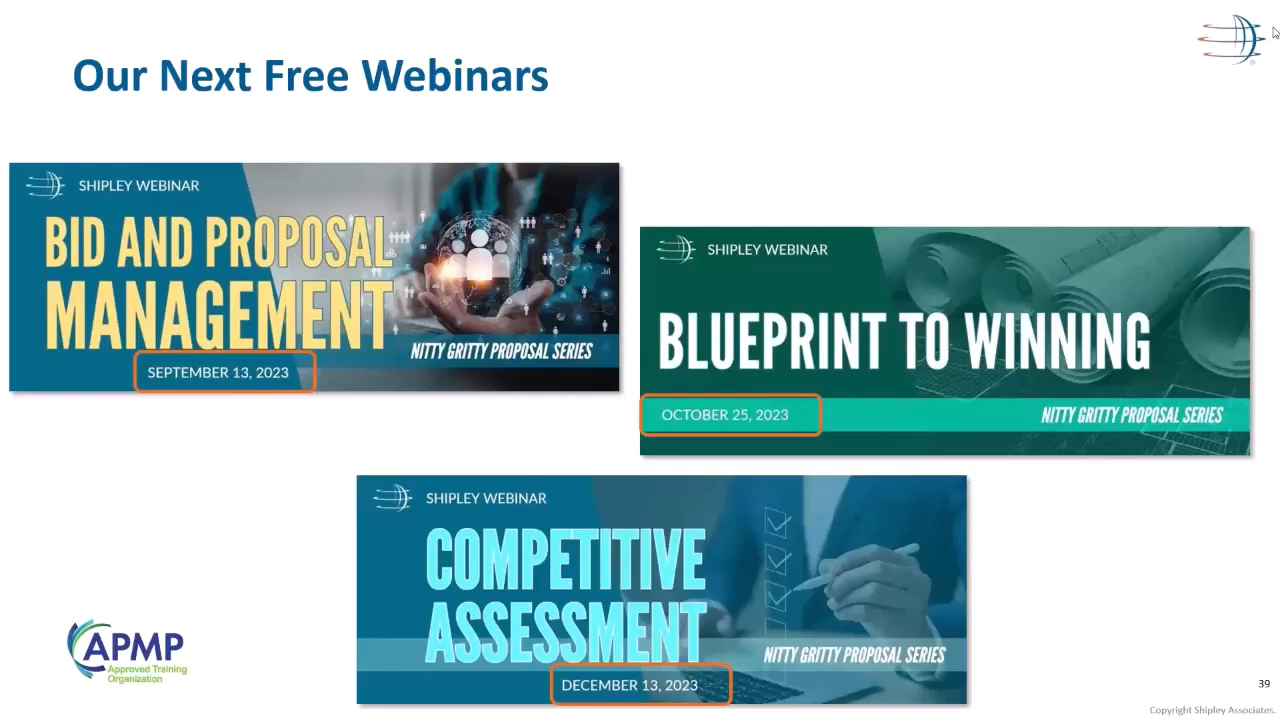 Our Next Free Webinars
SHIPLEY WEBINAR
BID AND PROPOSAL
MANAGEMENT
NITTY GRITTY PROPOSAL SERIES
SEPTEMBER 13, 2023
SHIPLEY WEBINAR
BLUEPRINT TO WINNING
OCTOBER 25, 2023
NITTY GRITTY PROPOSAL SERIES
SHIPLEY WEBINAR
COMPETITIVE
ASSESSMENT
NITTY GRITTY PROPOSAL SERIES
DECEMBER 13, 2023
APMP
Approved Training
Organization
39
Copyright Shipley Associates.